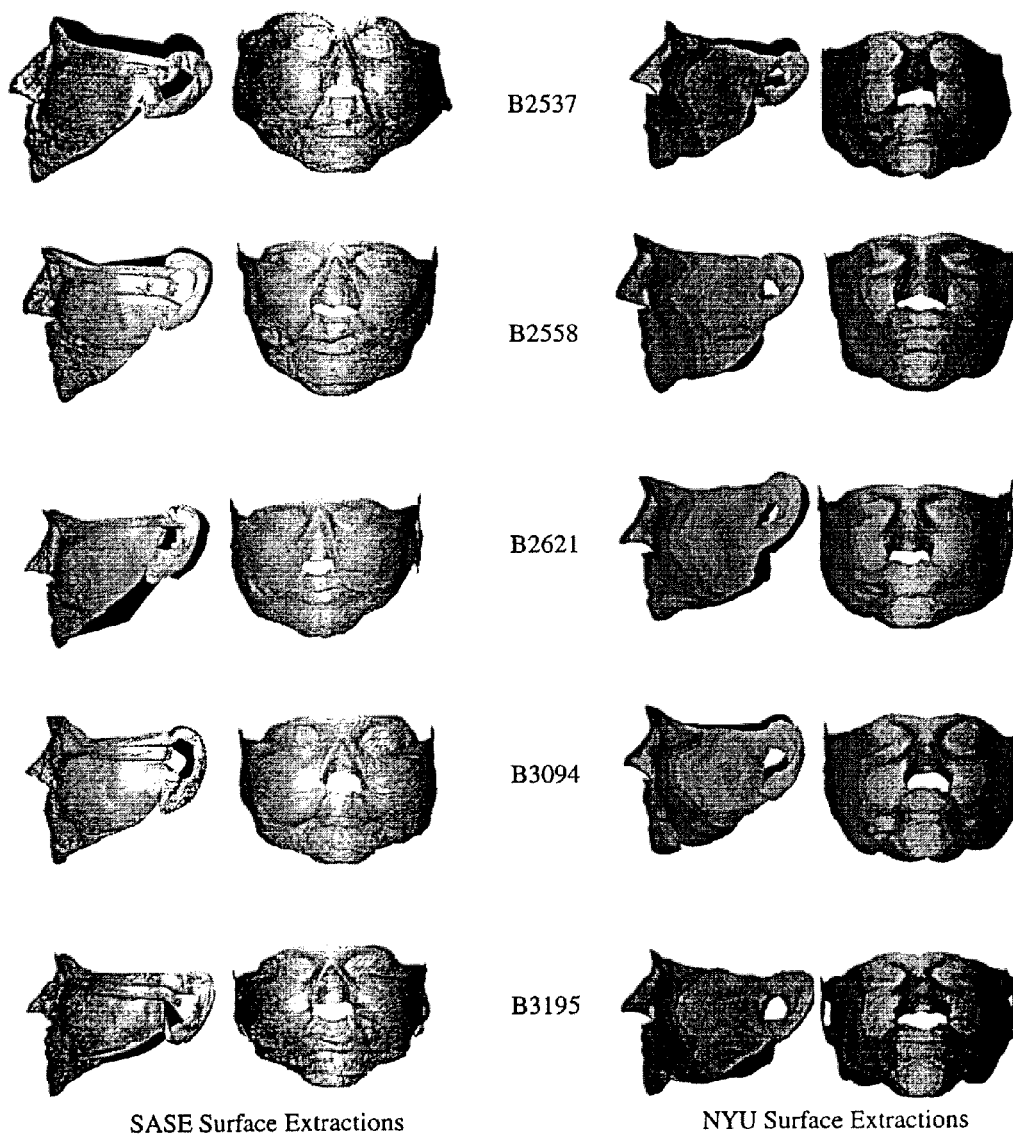 B2537
B2558
B2621
B3094
B3195
SASE Surface Extractions
NYU Surface Extractions